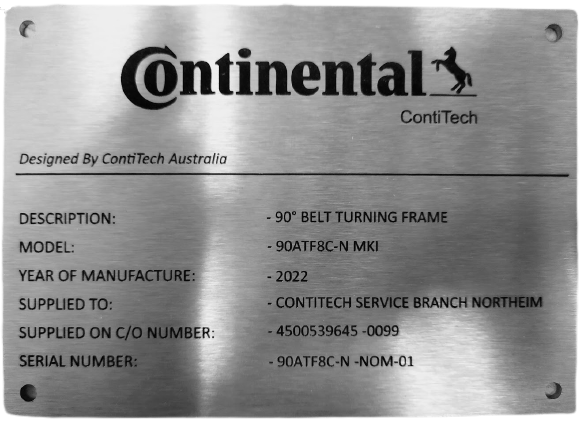 Continental
ContiTech
Designed By ContiTech Australia
DESCRIPTION: - 90° BELT TURNING FRAME
MODEL: - 90ATF8C-N MKI
YEAR OF MANUFACTURE: - 2022
SUPPLIED TO: - CONTITECH SERVICE BRANCH NORTHEIM
SUPPLIED ON C/O NUMBER: - 4500539645 -0099
SERIAL NUMBER: - 90ATF8C-N -NOM-01